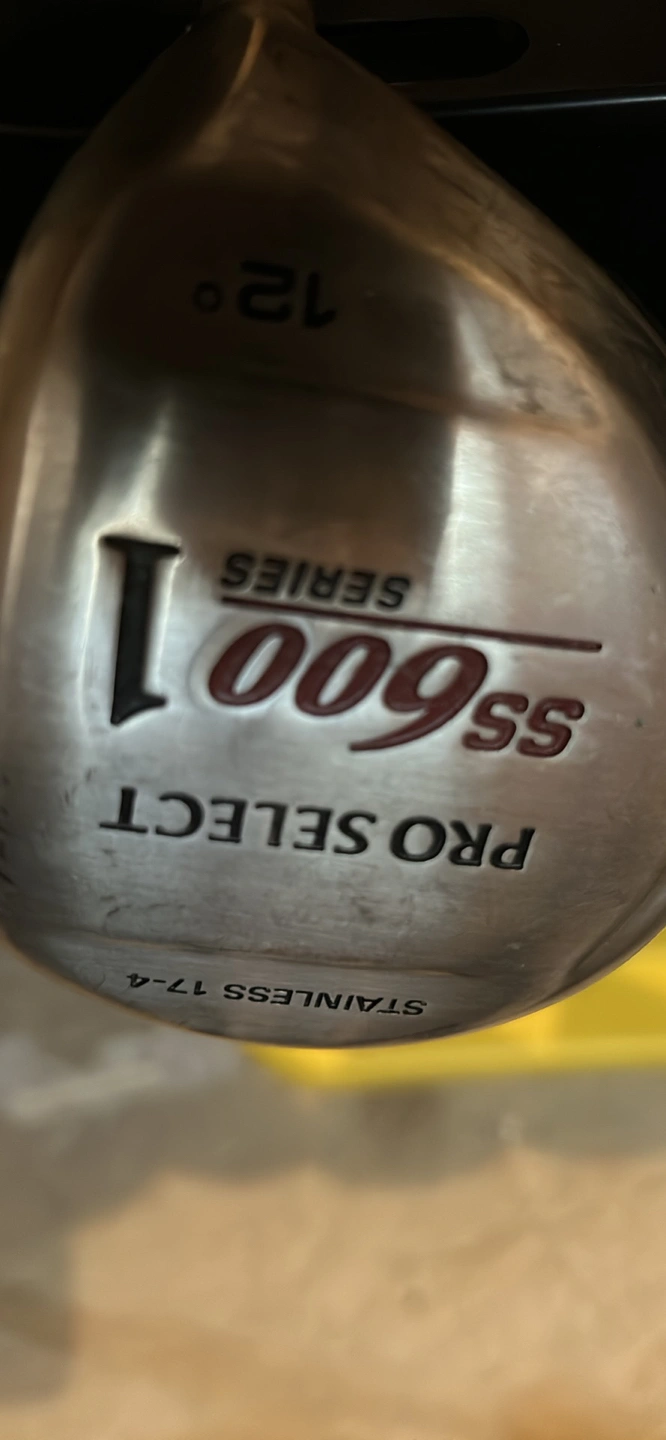 STAINLESS 17-4
PRO SELECT
SS600 1
SERIES
12°